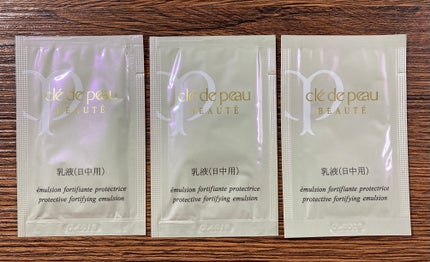 clé de peau
BEAUTÉ
乳液(日中用)
émulsion fortifiante protectrice
protective fortifying emulsion
clé de peau
BEAUTÉ
乳液(日中用)
émulsion fortifiante protectrice
protective fortifying emulsion
clé de peau
BEAUTÉ
乳液(日中用)
émulsion fortifiante protectrice
protective fortifying emulsion